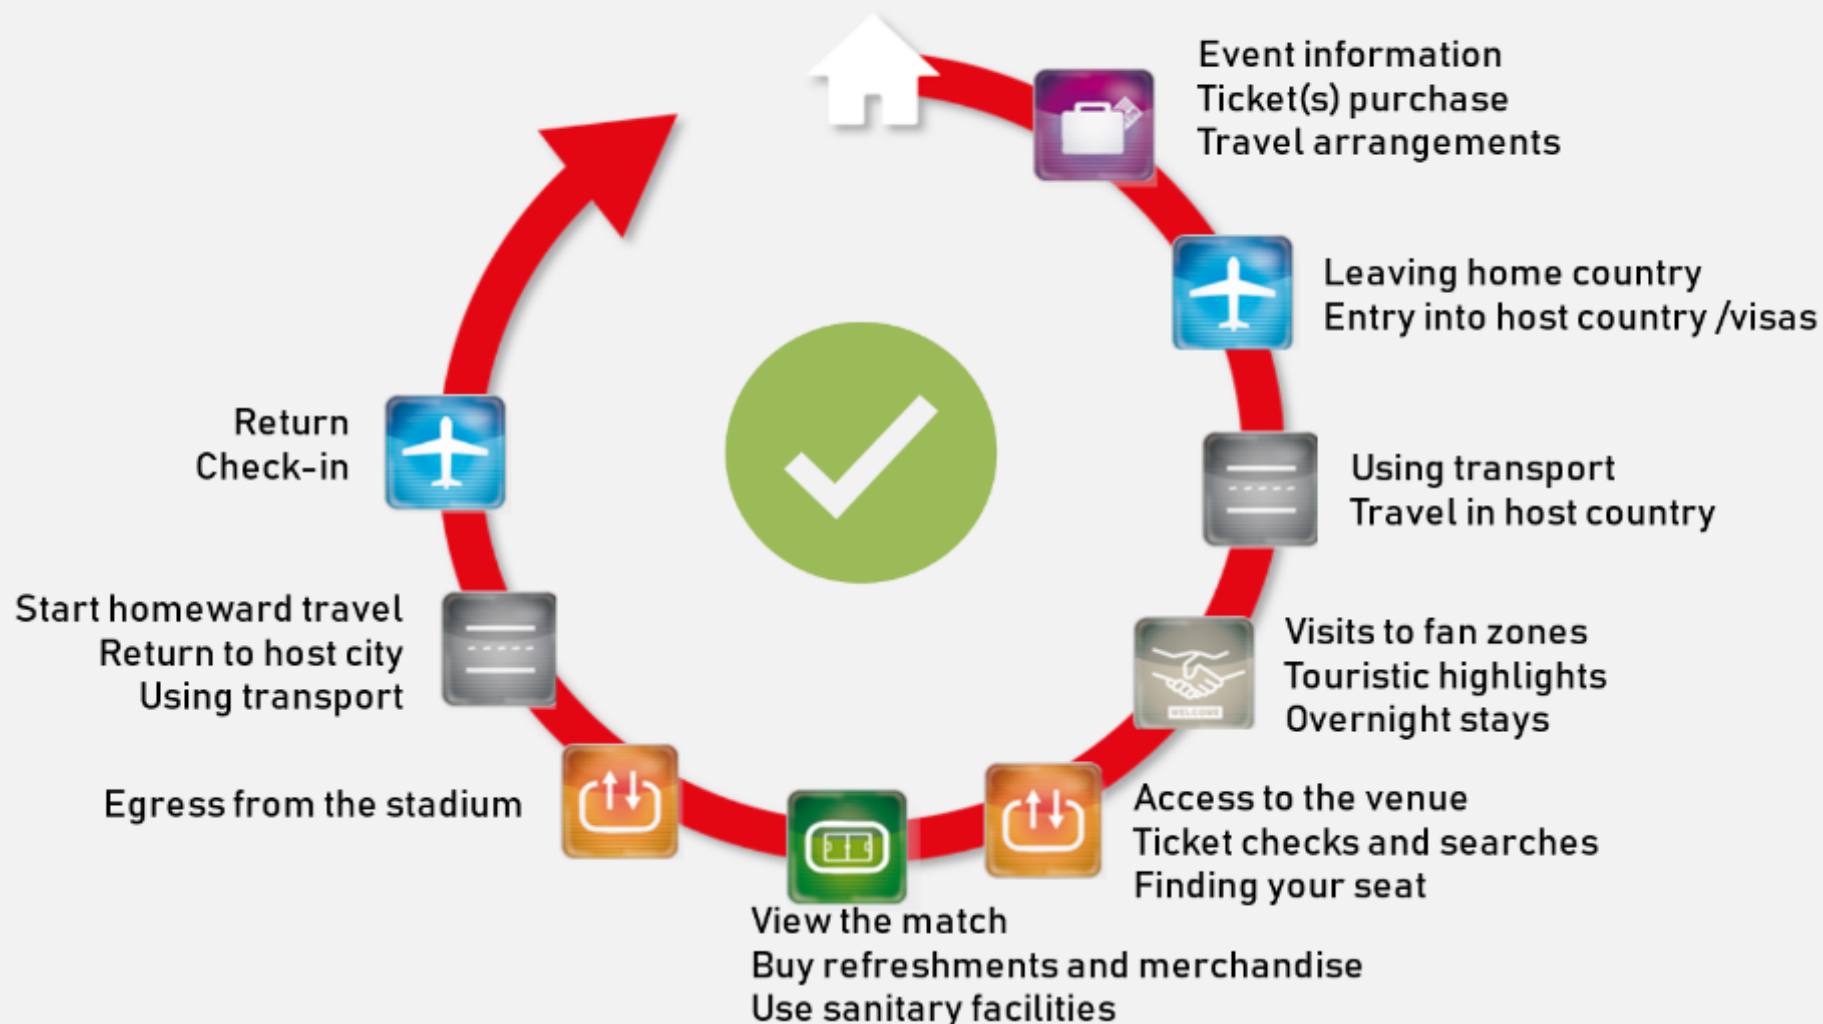 Event information
Ticket(s) purchase
Travel arrangements
Leaving home country
Entry into host country /visas
Using transport
Travel in host country
Visits to fan zones
Touristic highlights
Overnight stays
WELCOME
Access to the venue
Ticket checks and searches
Finding your seat
View the match
Buy refreshments and merchandise
Use sanitary facilities
Egress from the stadium
Start homeward travel
Return to host city
Using transport
Return
Check-in